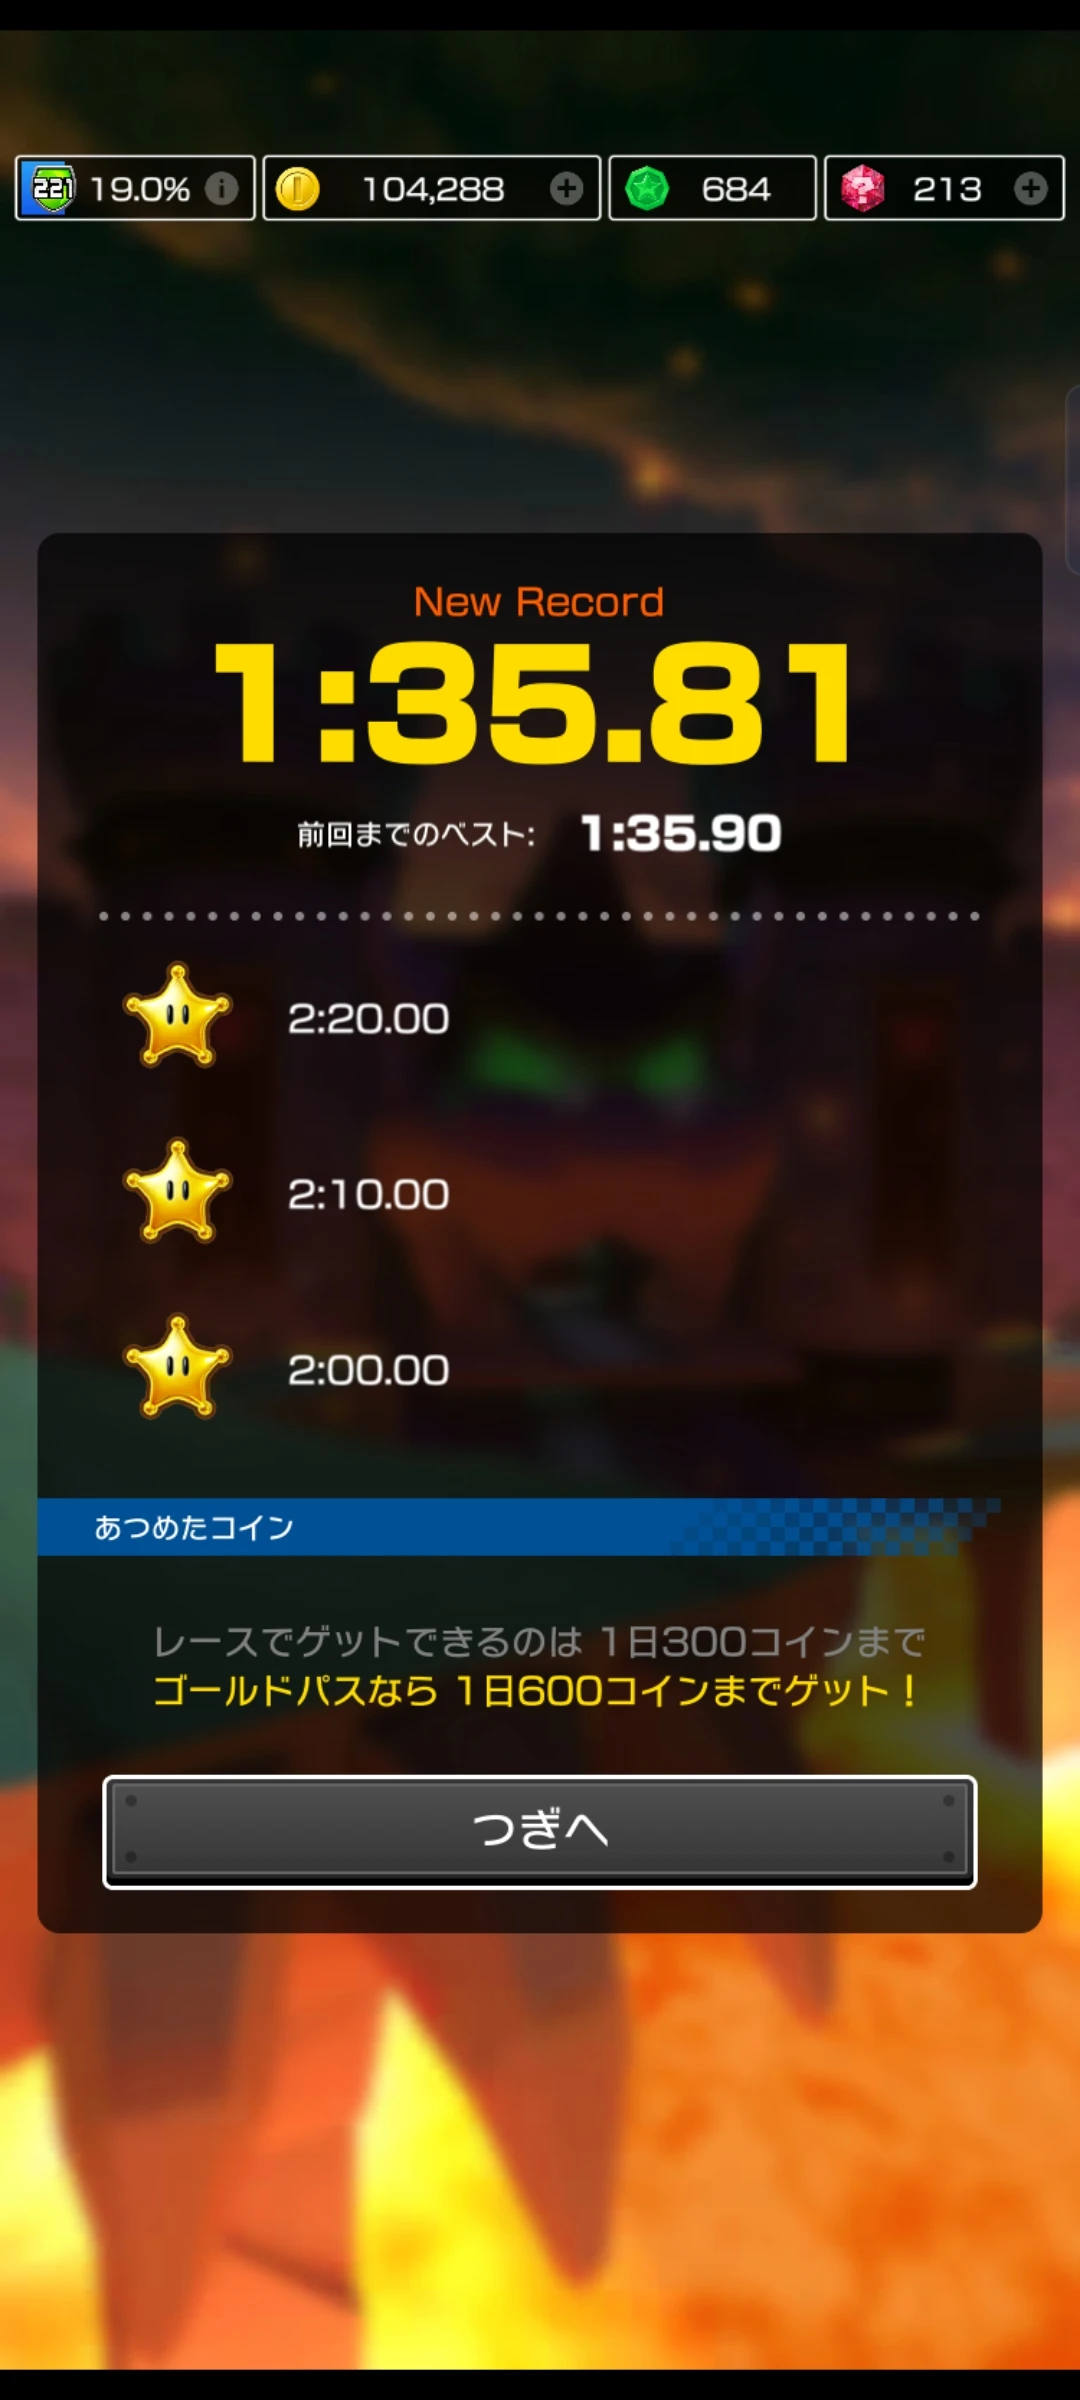 221 19.0% 104,288 684 213
New Record
1:35.81
前回までのベスト: 1:35.90
2:20.00
2:10.00
2:00.00
あつめたコイン
レースでゲットできるのは 1日300コインまで
ゴールドパスなら 1日600コインまでゲット！
つぎへ